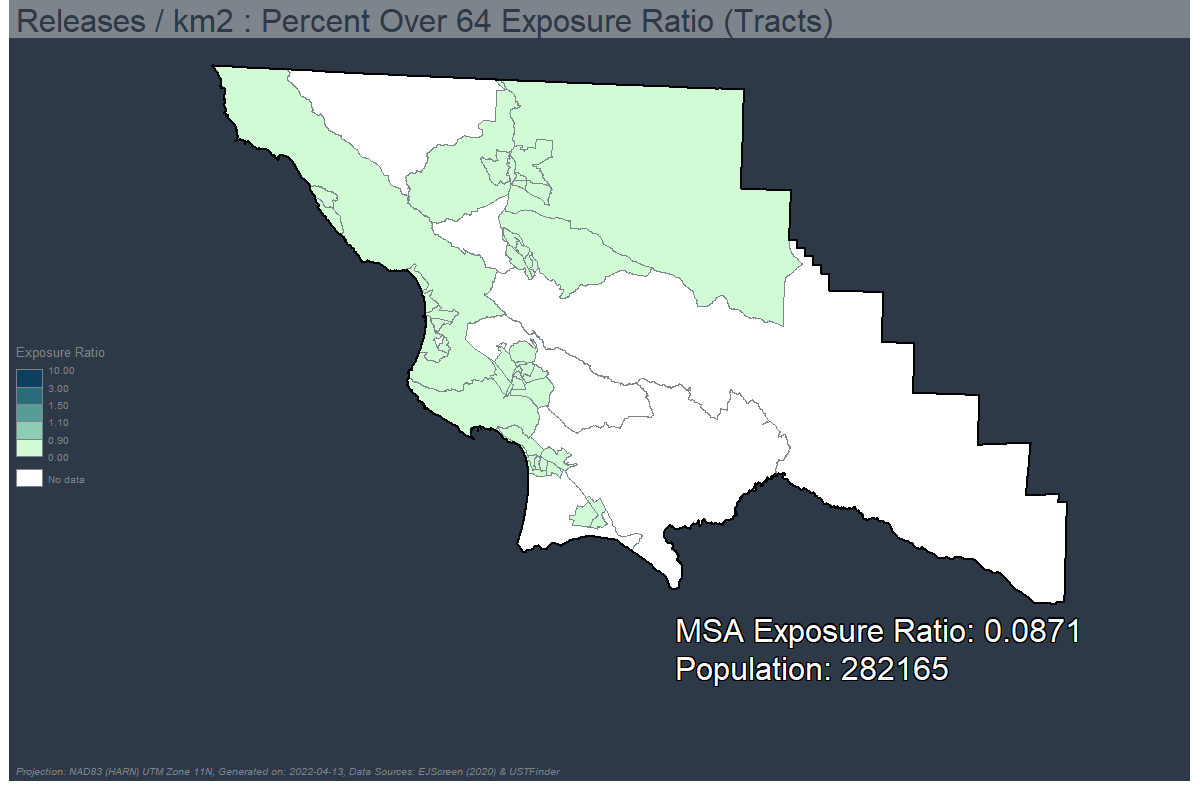 Releases / km2 : Percent Over 64 Exposure Ratio (Tracts)
Exposure Ratio
10.00
3.00
1.50
1.10
0.90
0.00
No data
MSA Exposure Ratio: 0.0871
Population: 282165
Projection: NAD83 (HARN) UTM Zone 11N, Generated on: 2022-04-13, Data Sources: EJScreen (2020) & USTFinder